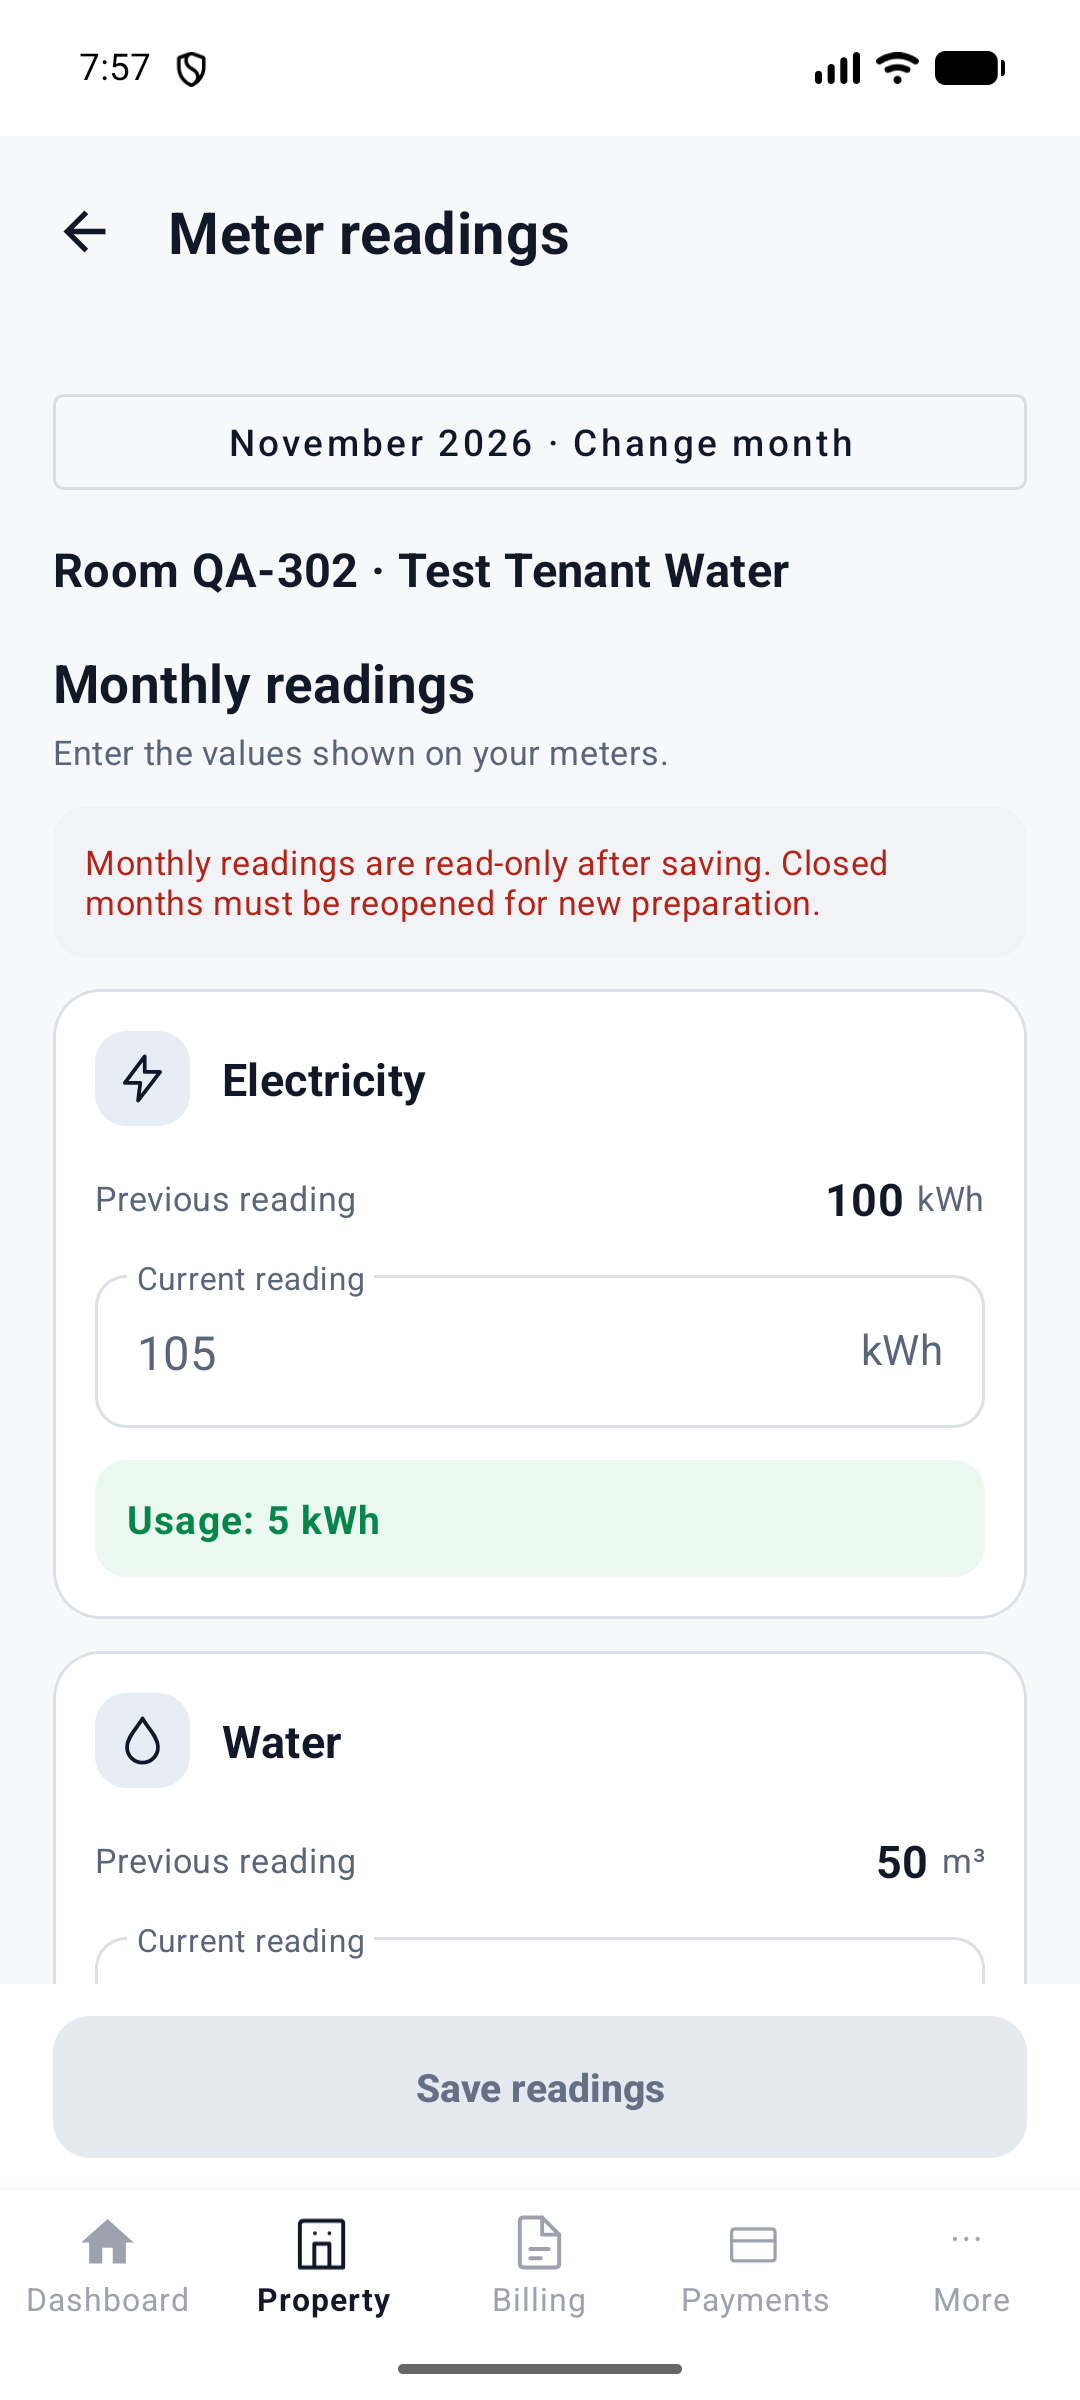 7:57
Meter readings
November 2026 · Change month
Room QA-302 · Test Tenant Water
Monthly readings
Enter the values shown on your meters.
Monthly readings are read-only after saving. Closed
months must be reopened for new preparation.
Electricity
Previous reading 100 kWh
Current reading
105 kWh
Usage: 5 kWh
Water
Previous reading 50 m³
Current reading
Save readings
Dashboard Property Billing Payments More